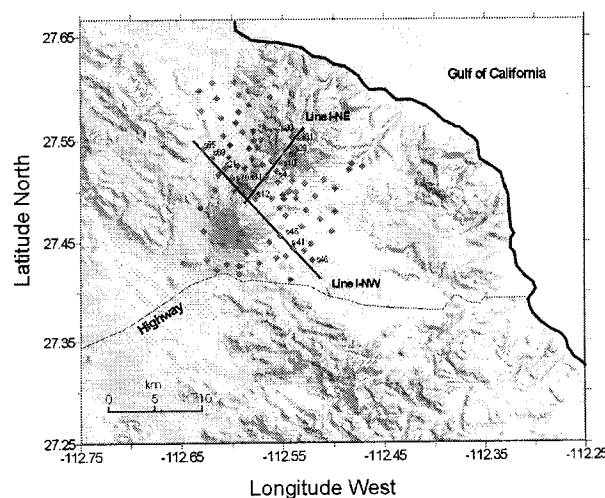 27.65
Gulf of California
Line I-NE
27.55
27.45
27.35
27.25
Latitude North
Line I-NW
Highway
km
0 5 10
-112.75 -112.65 -112.55 -112.45 -112.35 -112.25
Longitude West